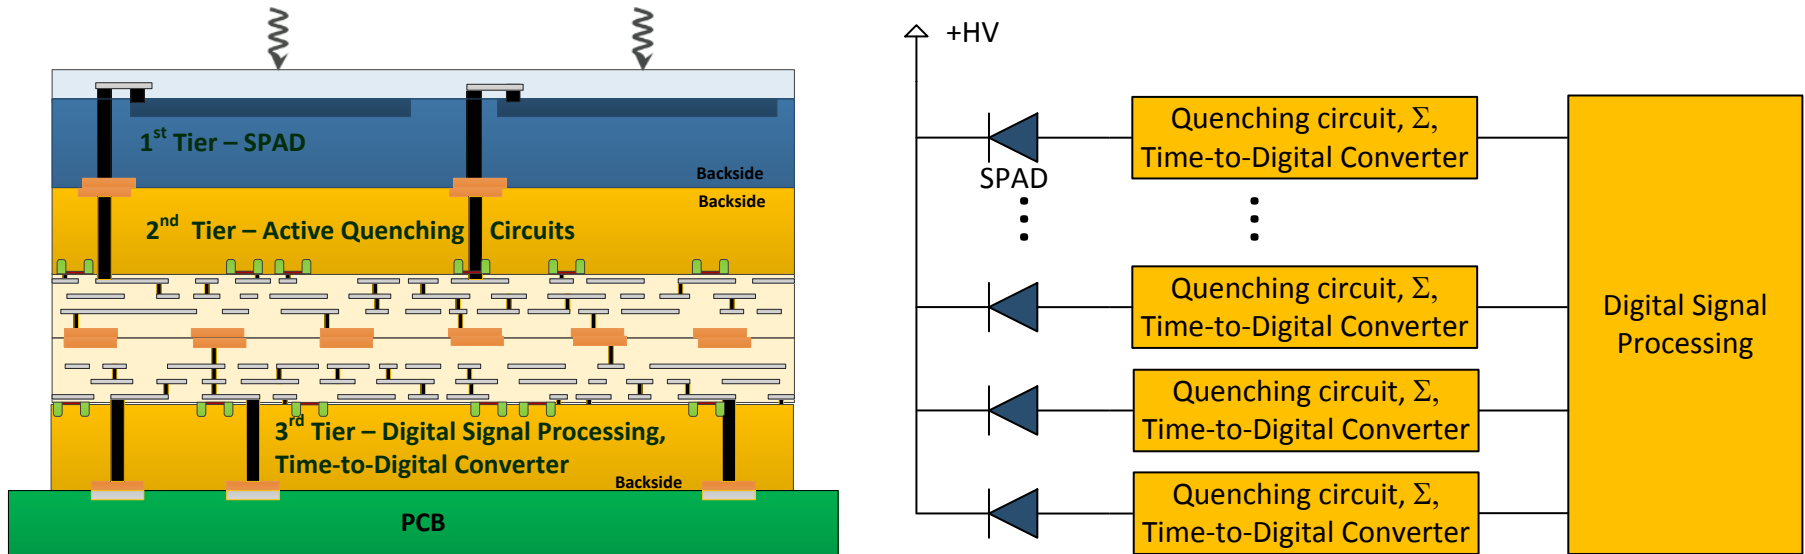 1st Tier – SPAD
Backside
Backside
2nd Tier – Active Quenching Circuits
3rd Tier – Digital Signal Processing,
Time-to-Digital Converter
Backside
PCB
+HV
SPAD
Quenching circuit, Σ,
Time-to-Digital Converter
Quenching circuit, Σ,
Time-to-Digital Converter
Quenching circuit, Σ,
Time-to-Digital Converter
Quenching circuit, Σ,
Time-to-Digital Converter
Digital Signal
Processing